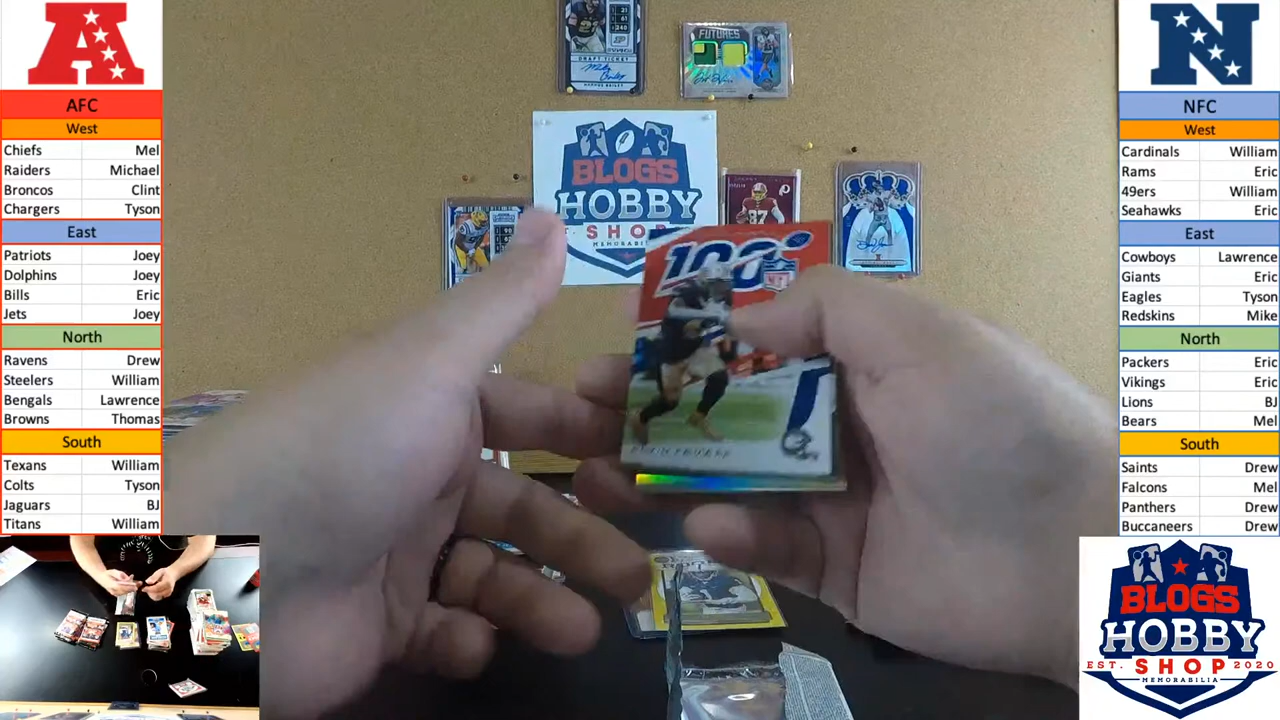 AFC
West
Chiefs Mel
Raiders Michael
Broncos Clint
Chargers Tyson
East
Patriots Joey
Dolphins Joey
Bills Eric
Jets Joey
North
Ravens Drew
Steelers William
Bengals Lawrence
Browns Thomas
South
Texans William
Colts Tyson
Jaguars BJ
Titans William
FUTURES
DRAFT TICKET
BLOGS
HOBBY
SHOP
87
100
NFL
N
NFC
West
Cardinals William
Rams Eric
49ers William
Seahawks Eric
East
Cowboys Lawrence
Giants Eric
Eagles Tyson
Redskins Mike
North
Packers Eric
Vikings Eric
Lions BJ
Bears Mel
South
Saints Drew
Falcons Mel
Panthers Drew
Buccaneers Drew
BLOGS
HOBBY
EST. SHOP 2020
MEMORABILIA